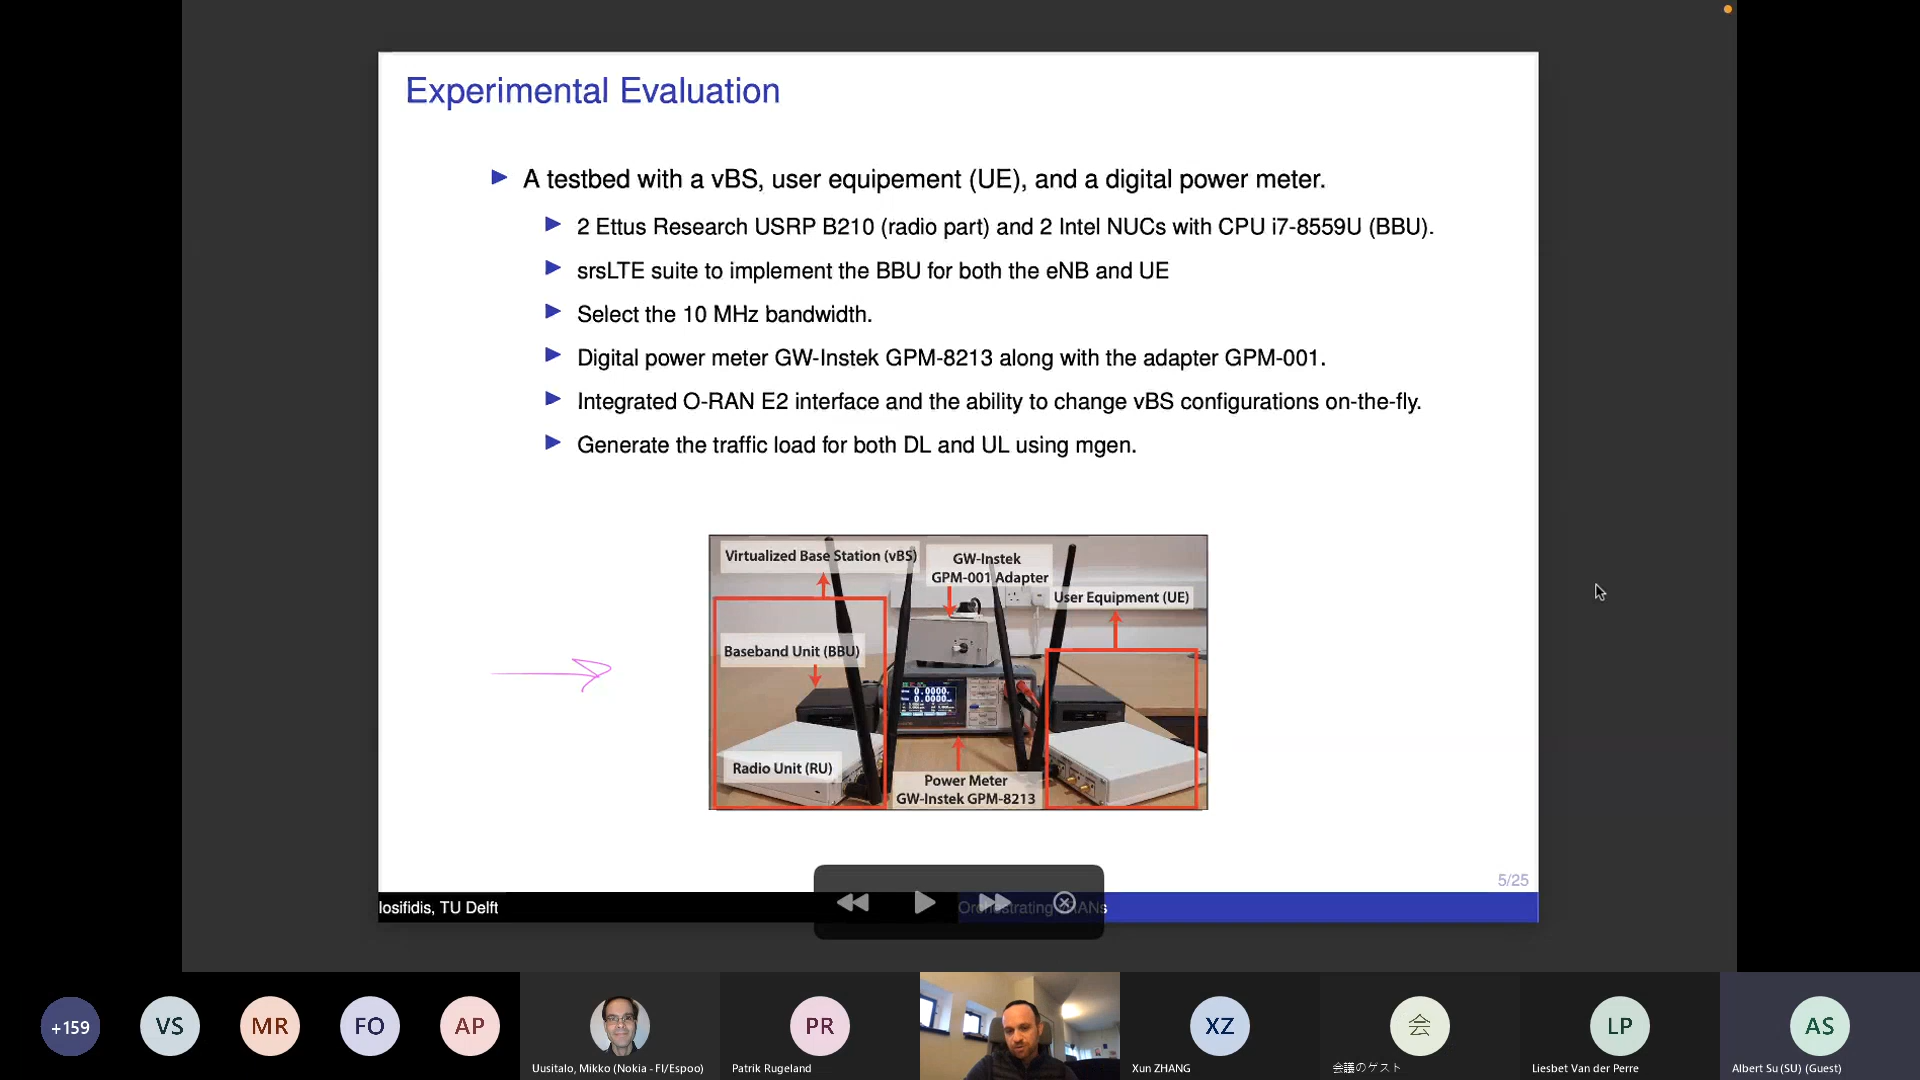 Experimental Evaluation
A testbed with a vBS, user equipement (UE), and a digital power meter.
2 Ettus Research USRP B210 (radio part) and 2 Intel NUCs with CPU i7-8559U (BBU).
srsLTE suite to implement the BBU for both the eNB and UE
Select the 10 MHz bandwidth.
Digital power meter GW-Instek GPM-8213 along with the adapter GPM-001.
Integrated O-RAN E2 interface and the ability to change vBS configurations on-the-fly.
Generate the traffic load for both DL and UL using mgen.
Virtualized Base Station (vBS)
GW-Instek
GPM-001 Adapter
User Equipment (UE)
Baseband Unit (BBU)
0.0000
0.0000
Radio Unit (RU)
Power Meter
GW-Instek GPM-8213
5/25
Iosifidis, TU Delft
Orchestrating
+159
VS
MR
FO
AP
PR
XZ
会
LP
AS
Uusitalo, Mikko (Nokia - FI/Espoo)
Patrik Rugeland
Xun ZHANG
会議のゲスト
Liesbet Van der Perre
Albert Su (SU) (Guest)